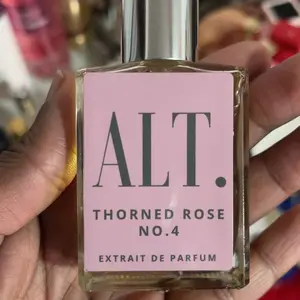 ALT.
THORNED ROSE
NO.4
EXTRAIT DE PARFUM